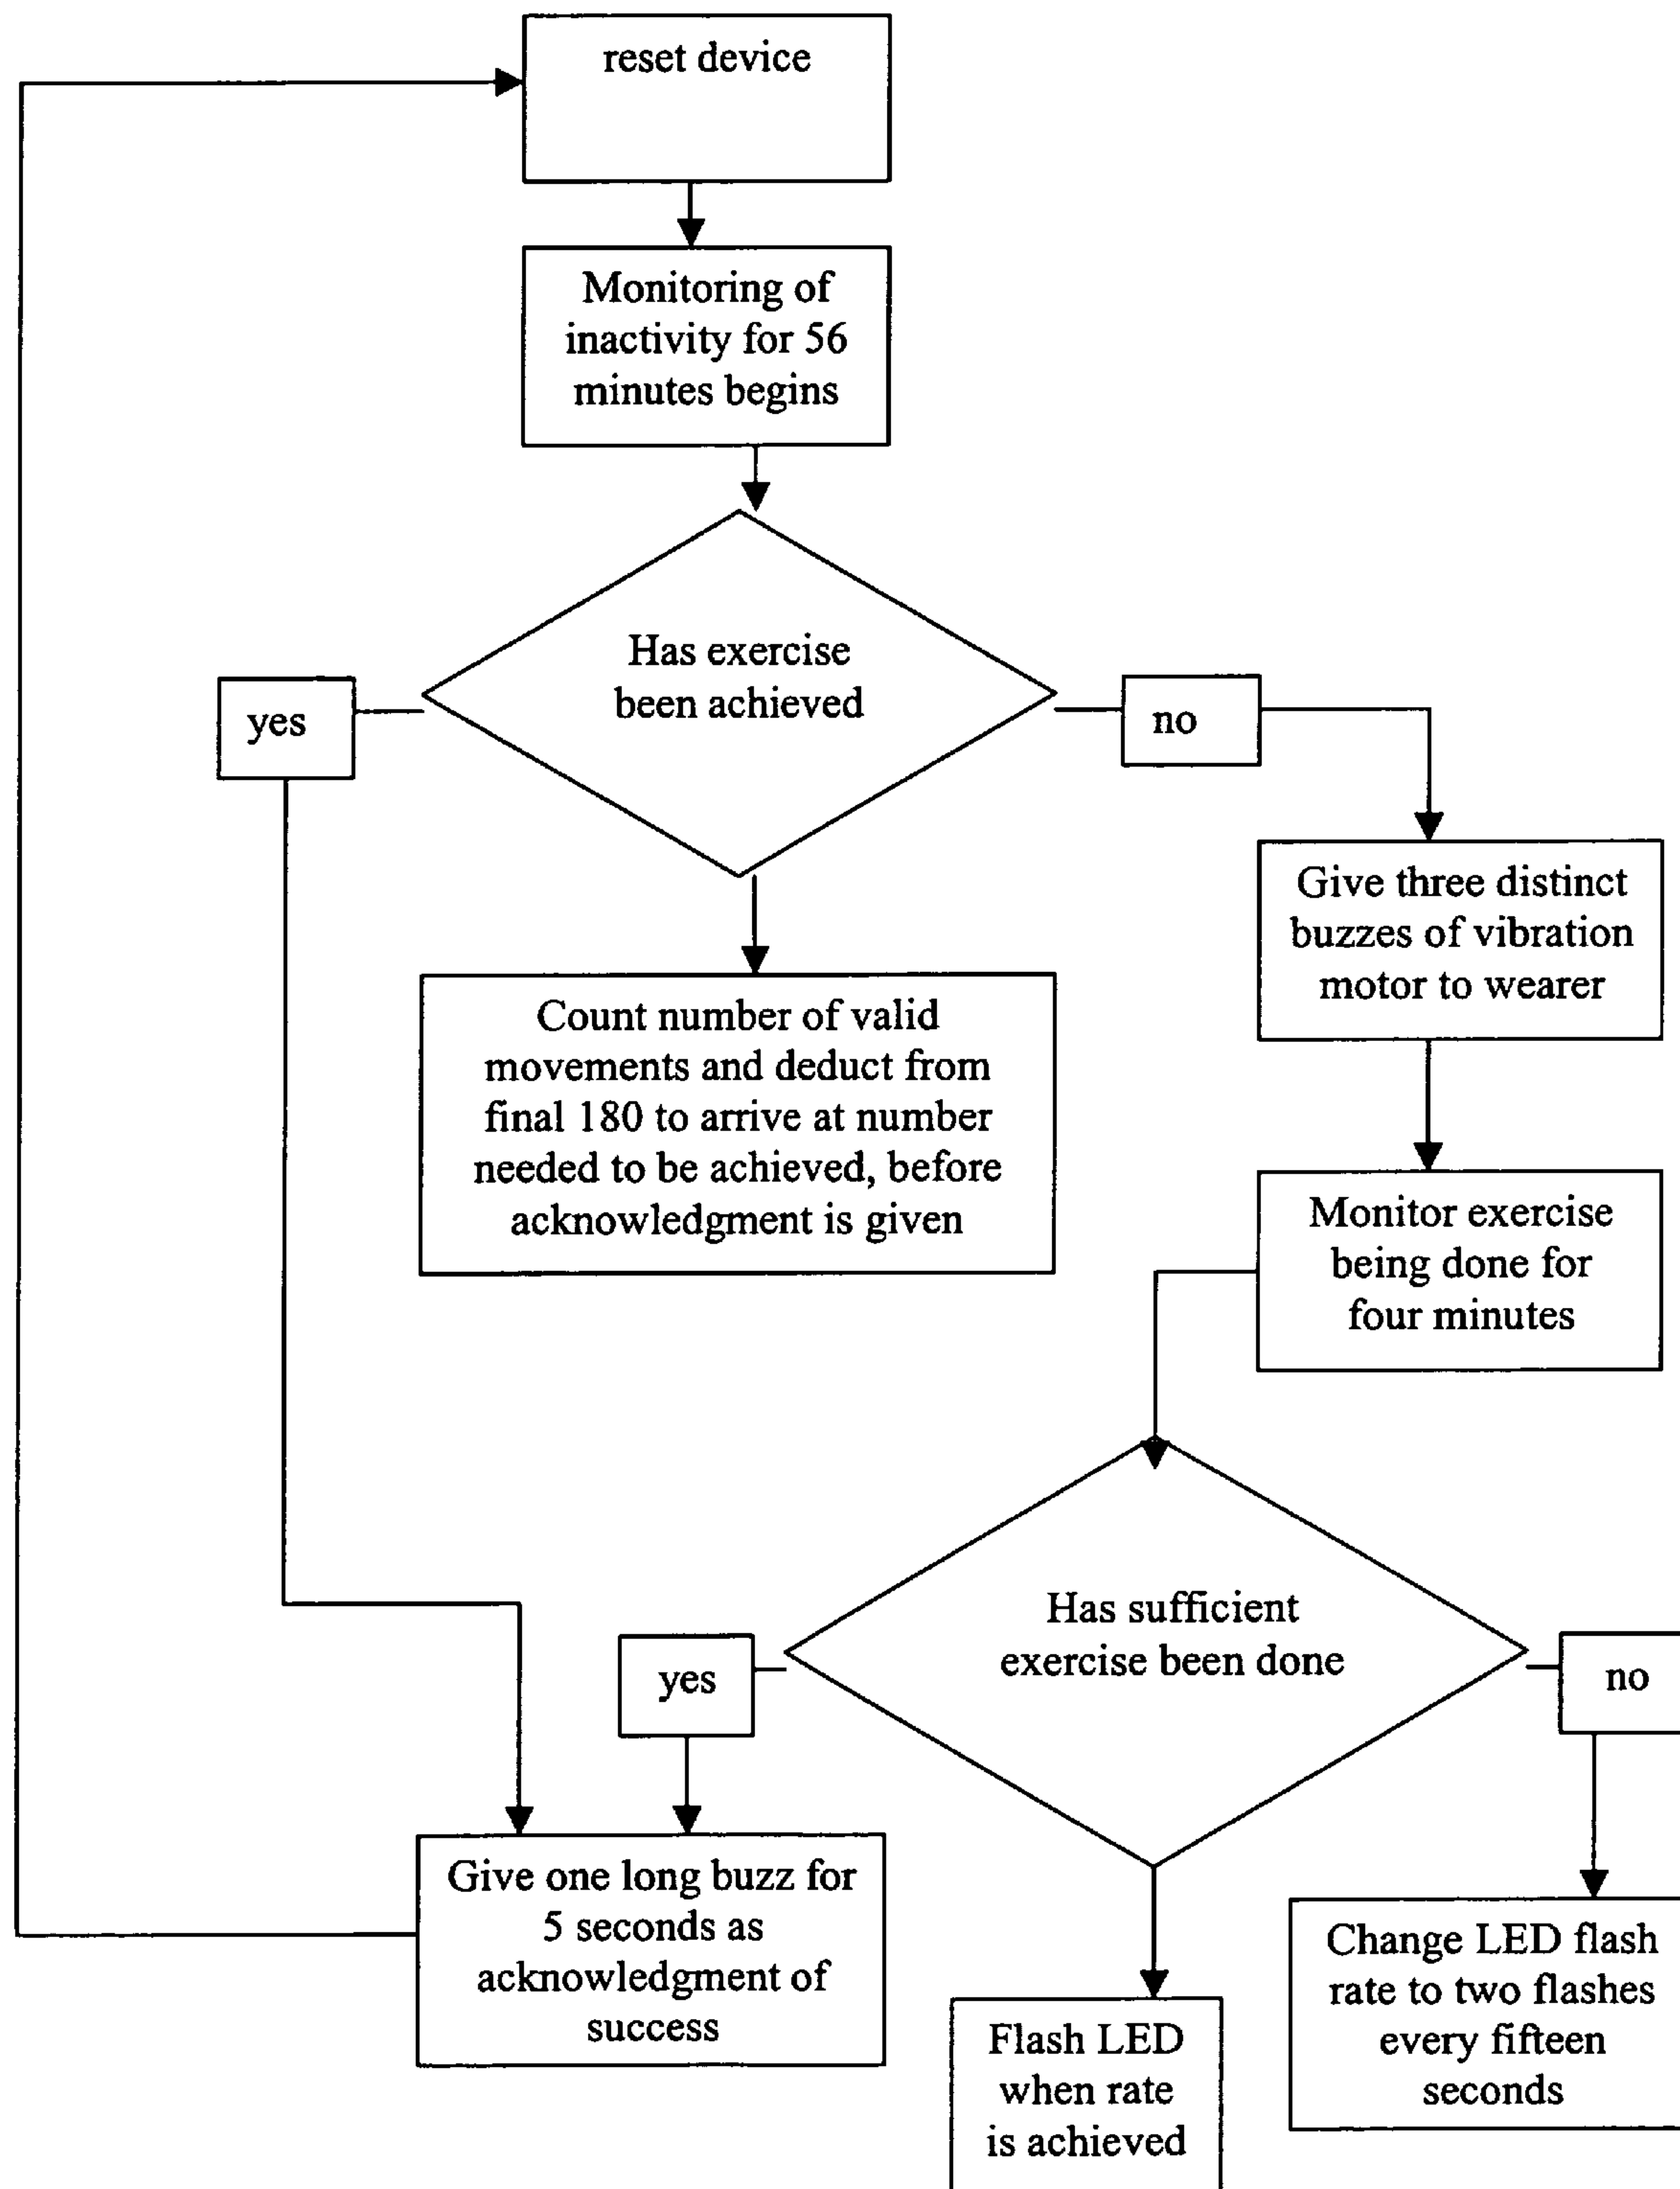 reset device
Monitoring of
inactivity for 56
minutes begins
Has exercise
been achieved
yes
no
Give three distinct
buzzes of vibration
motor to wearer
Count number of valid
movements and deduct from
final 180 to arrive at number
needed to be achieved, before
acknowledgment is given
Monitor exercise
being done for
four minutes
Has sufficient
exercise been done
yes
no
Give one long buzz for
5 seconds as
acknowledgment of
success
Flash LED
when rate
is achieved
Change LED flash
rate to two flashes
every fifteen
seconds